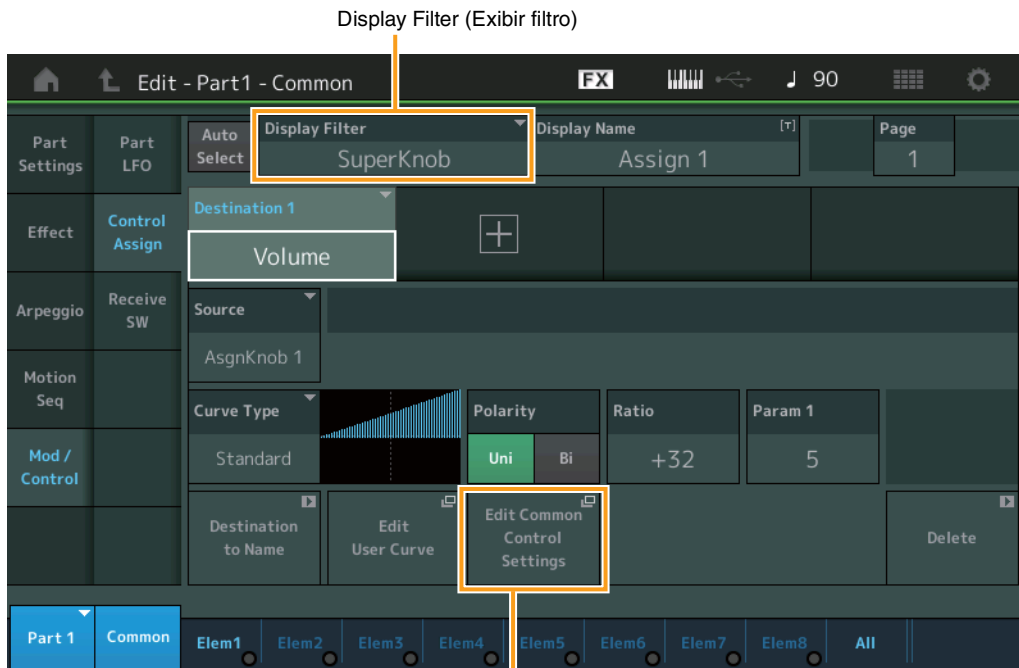 Display Filter (Exibir filtro)
Edit - Part1 - Common
FX
90
Part
Settings
Part
LFO
Auto
Select
Display Filter
SuperKnob
Display Name
[T]
Assign 1
Page
1
Effect
Control
Assign
Destination 1
Volume
Arpeggio
Receive
SW
Source
AsgnKnob 1
Motion
Seq
Curve Type
Standard
Polarity
Uni
Bi
Ratio
+32
Param 1
5
Mod /
Control
Destination
to Name
Edit
User Curve
Edit Common
Control
Settings
Delete
Part 1
Common
Elem1
Elem2
Elem3
Elem4
Elem5
Elem6
Elem7
Elem8
All